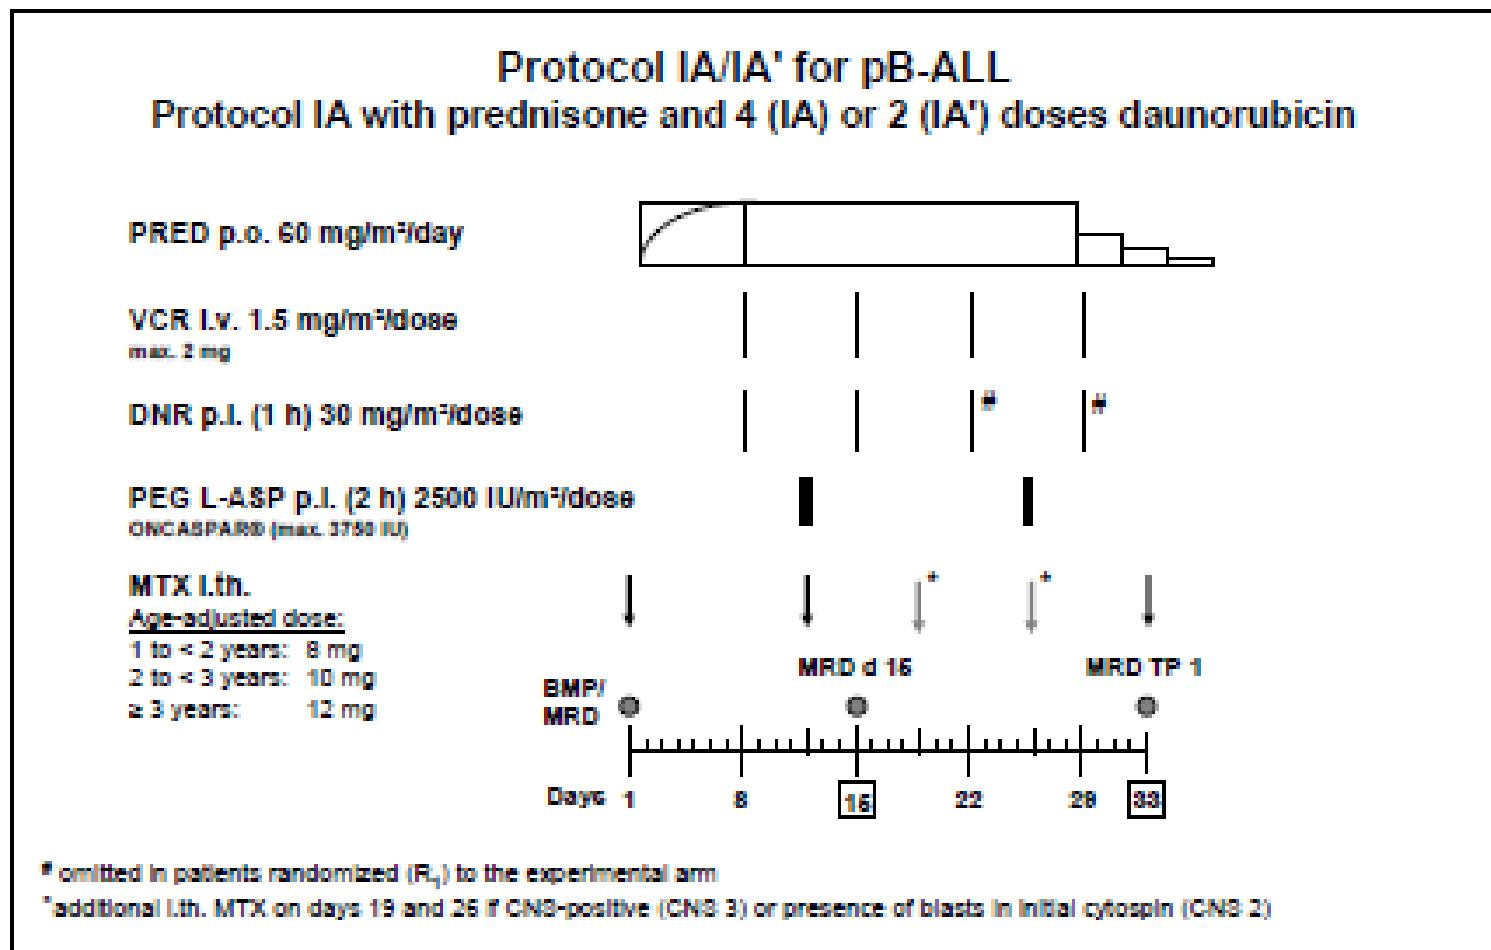 Protocol IA/IA' for pB-ALL
Protocol IA with prednisone and 4 (IA) or 2 (IA') doses daunorubicin
PRED p.o. 60 mg/m²/day
VCR i.v. 1.5 mg/m²/dose
max. 2 mg
DNR p.i. (1 h) 30 mg/m²/dose
# #
PEG L-ASP p.i. (2 h) 2500 IU/m²/dose
ONCASPAR® (max. 3750 IU)
MTX i.th.
* *
Age-adjusted dose:
1 to < 2 years: 8 mg
2 to < 3 years: 10 mg
≥ 3 years: 12 mg
MRD d 15 MRD TP 1
BMP/
MRD
Days 1 8 15 22 29 33
# omitted in patients randomized (R1) to the experimental arm
* additional i.th. MTX on days 19 and 26 if CNS-positive (CNS 3) or presence of blasts in initial cytospin (CNS 2)